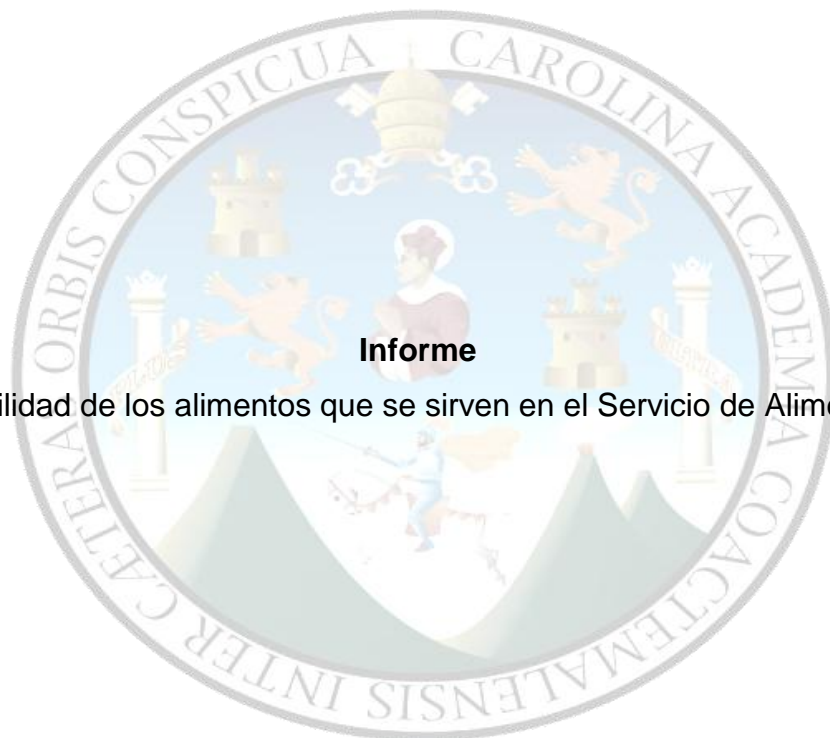 CAROLINA ACADEMIA COACTEMALENSIS INTER CÆTERAS ORBIS CONSPICUA
Informe
ilidad de los alimentos que se sirven en el Servicio de Alime